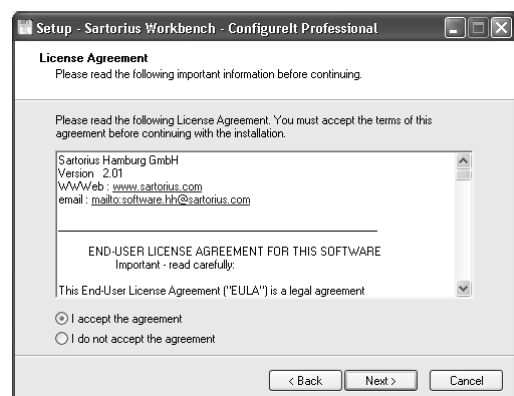 Setup - Sartorius Workbench - ConfigureIt Professional
License Agreement
Please read the following important information before continuing.
Please read the following License Agreement. You must accept the terms of this
agreement before continuing with the installation.
Sartorius Hamburg GmbH
Version 2.01
WWWeb : www.sartorius.com
email : mailto:software.hh@sartorius.com
END-USER LICENSE AGREEMENT FOR THIS SOFTWARE
Important - read carefully:
This End-User License Agreement ("EULA") is a legal agreement
I accept the agreement
I do not accept the agreement
< Back Next > Cancel